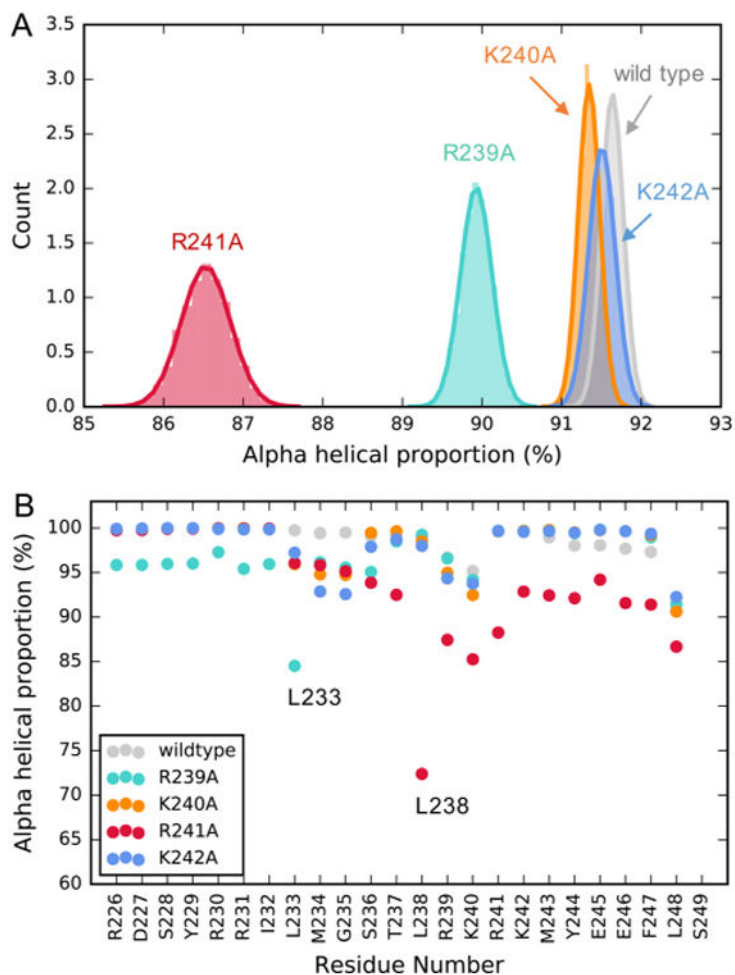 A
3.5
3.0
2.5
2.0
1.5
1.0
0.5
0.0
Count
K240A
wild type
R239A
K242A
R241A
85 86 87 88 89 90 91 92 93
Alpha helical proportion (%)
B
100
95
90
85
80
75
70
65
60
Alpha helical proportion (%)
L233
L238
wildtype
R239A
K240A
R241A
K242A
R226 D227 S228 Y229 R230 R231 I232 L233 M234 G235 S236 T237 L238 R239 K240 R241 K242 M243 Y244 E245 E246 F247 L248 S249
Residue Number